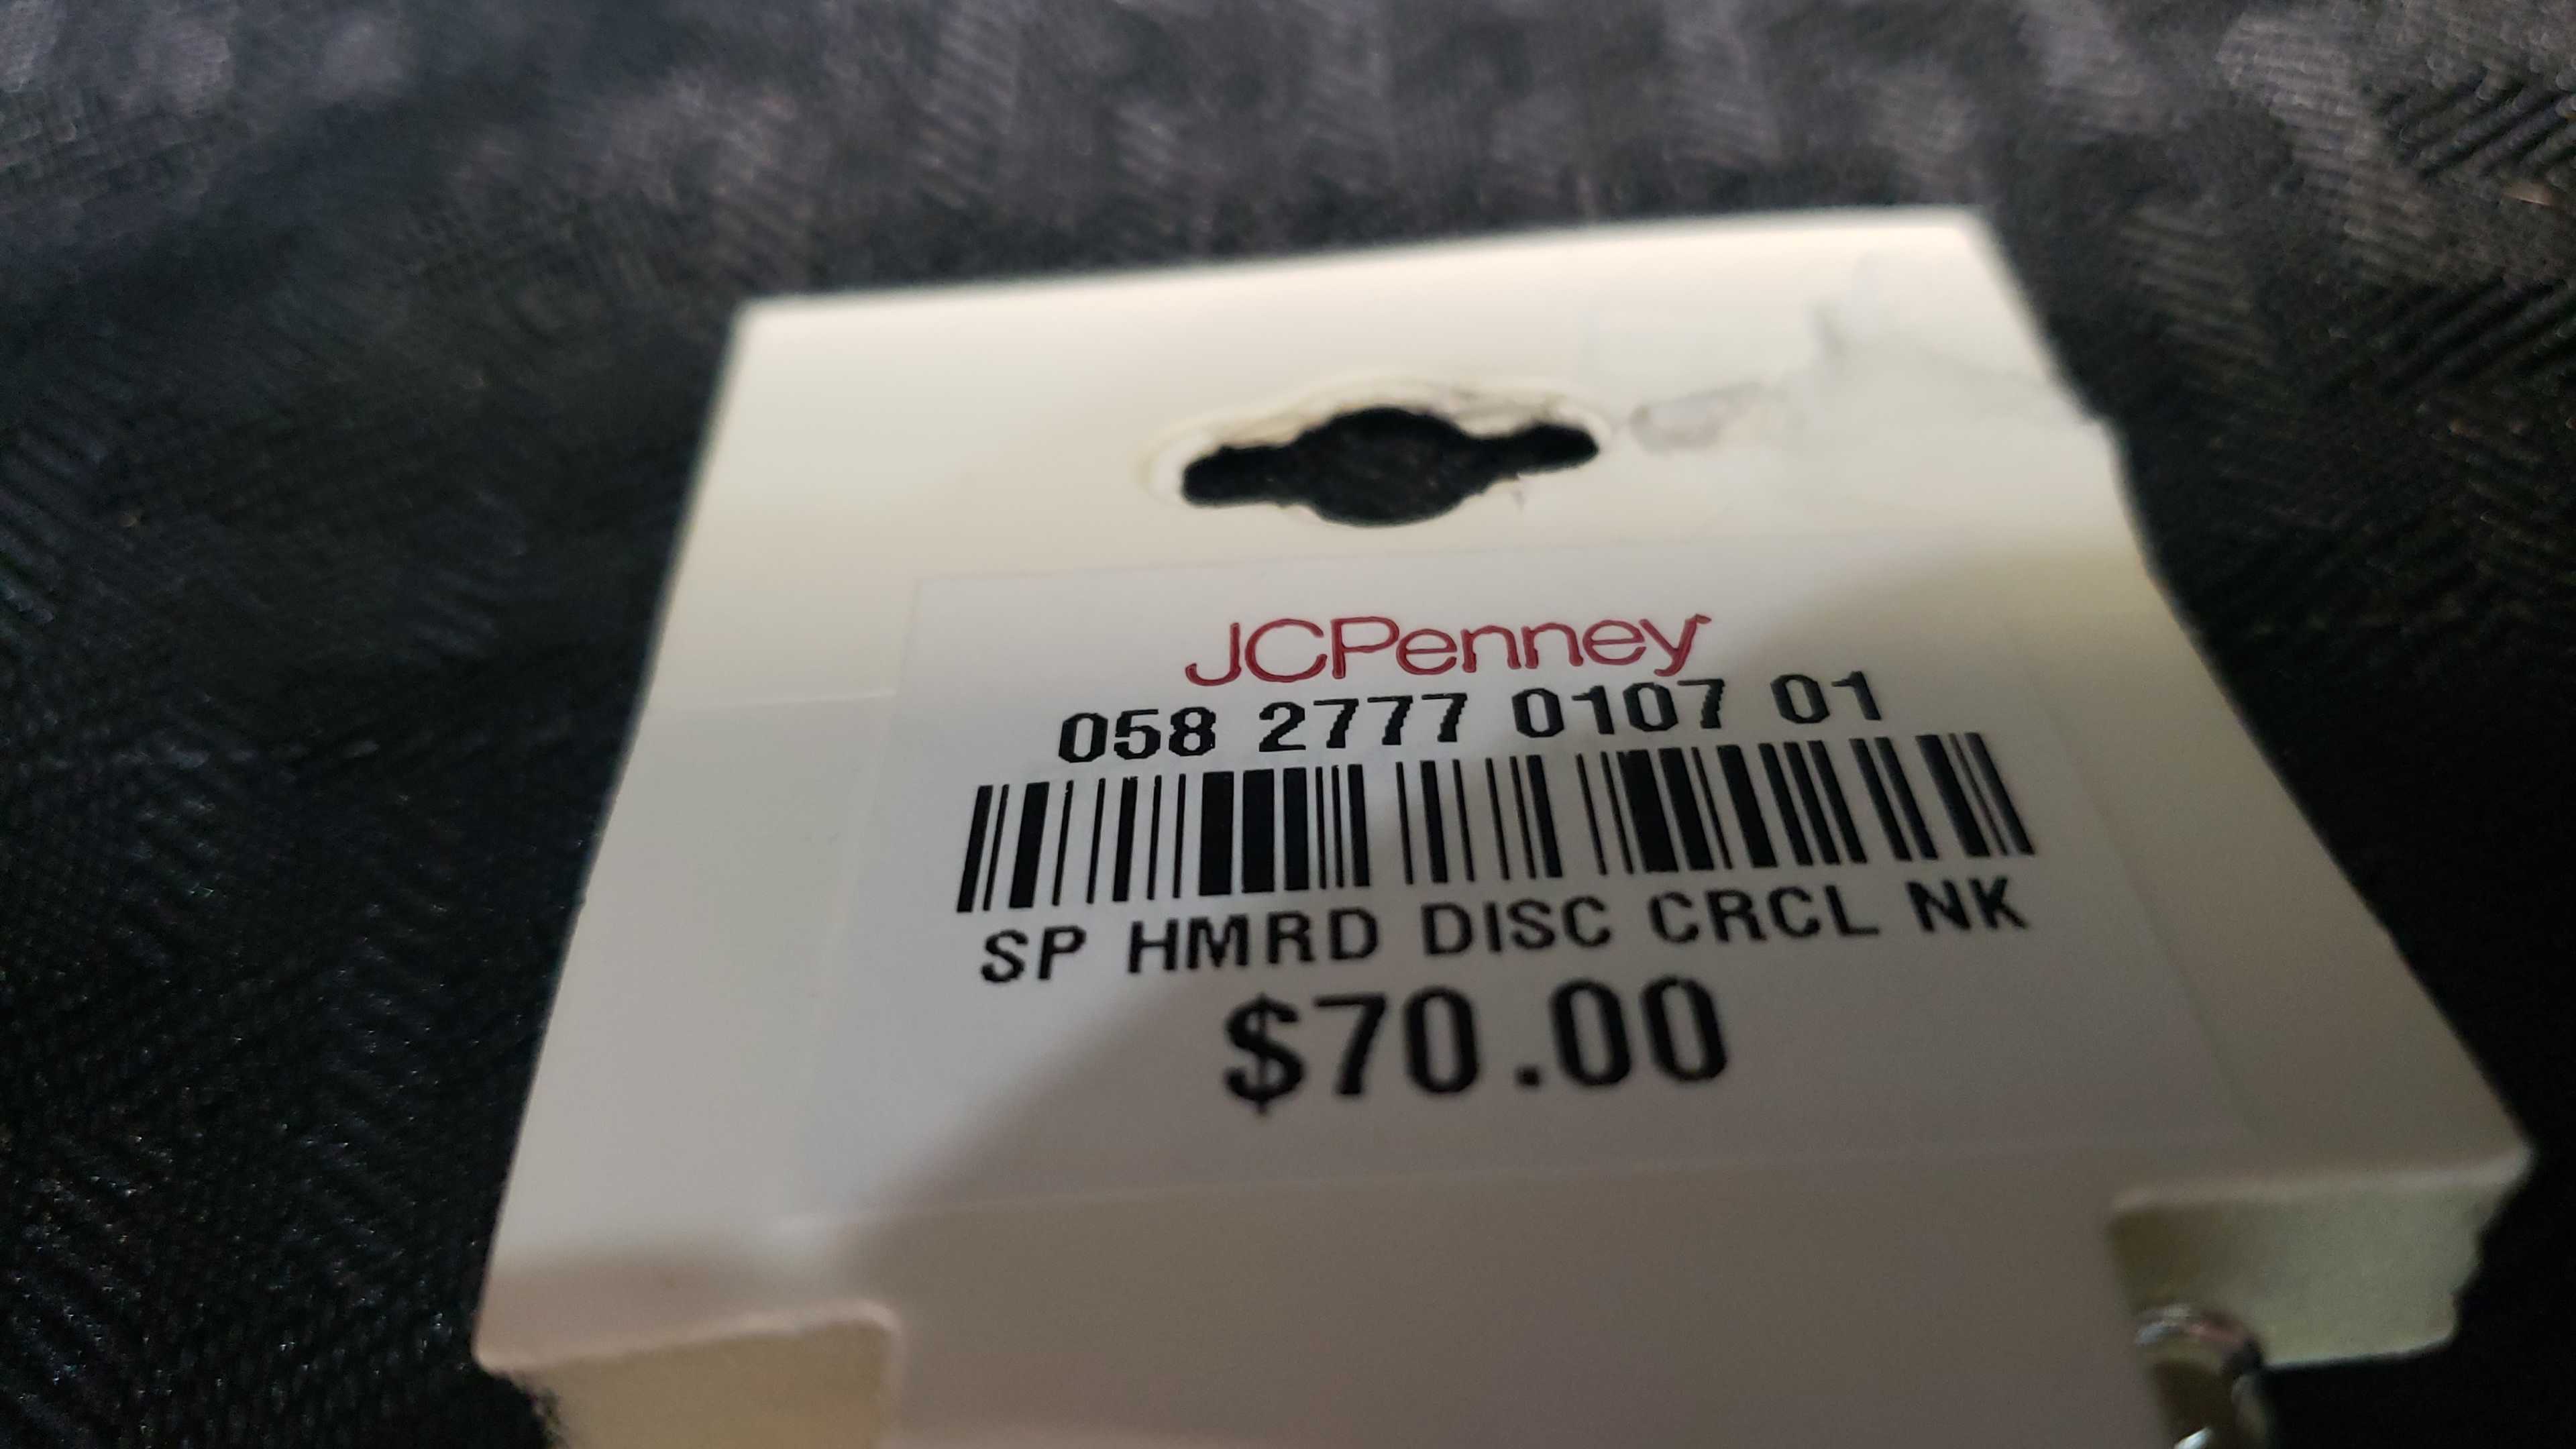 JCPenney
058 2777 0107 01
SP HMRD DISC CRCL NK
$70.00